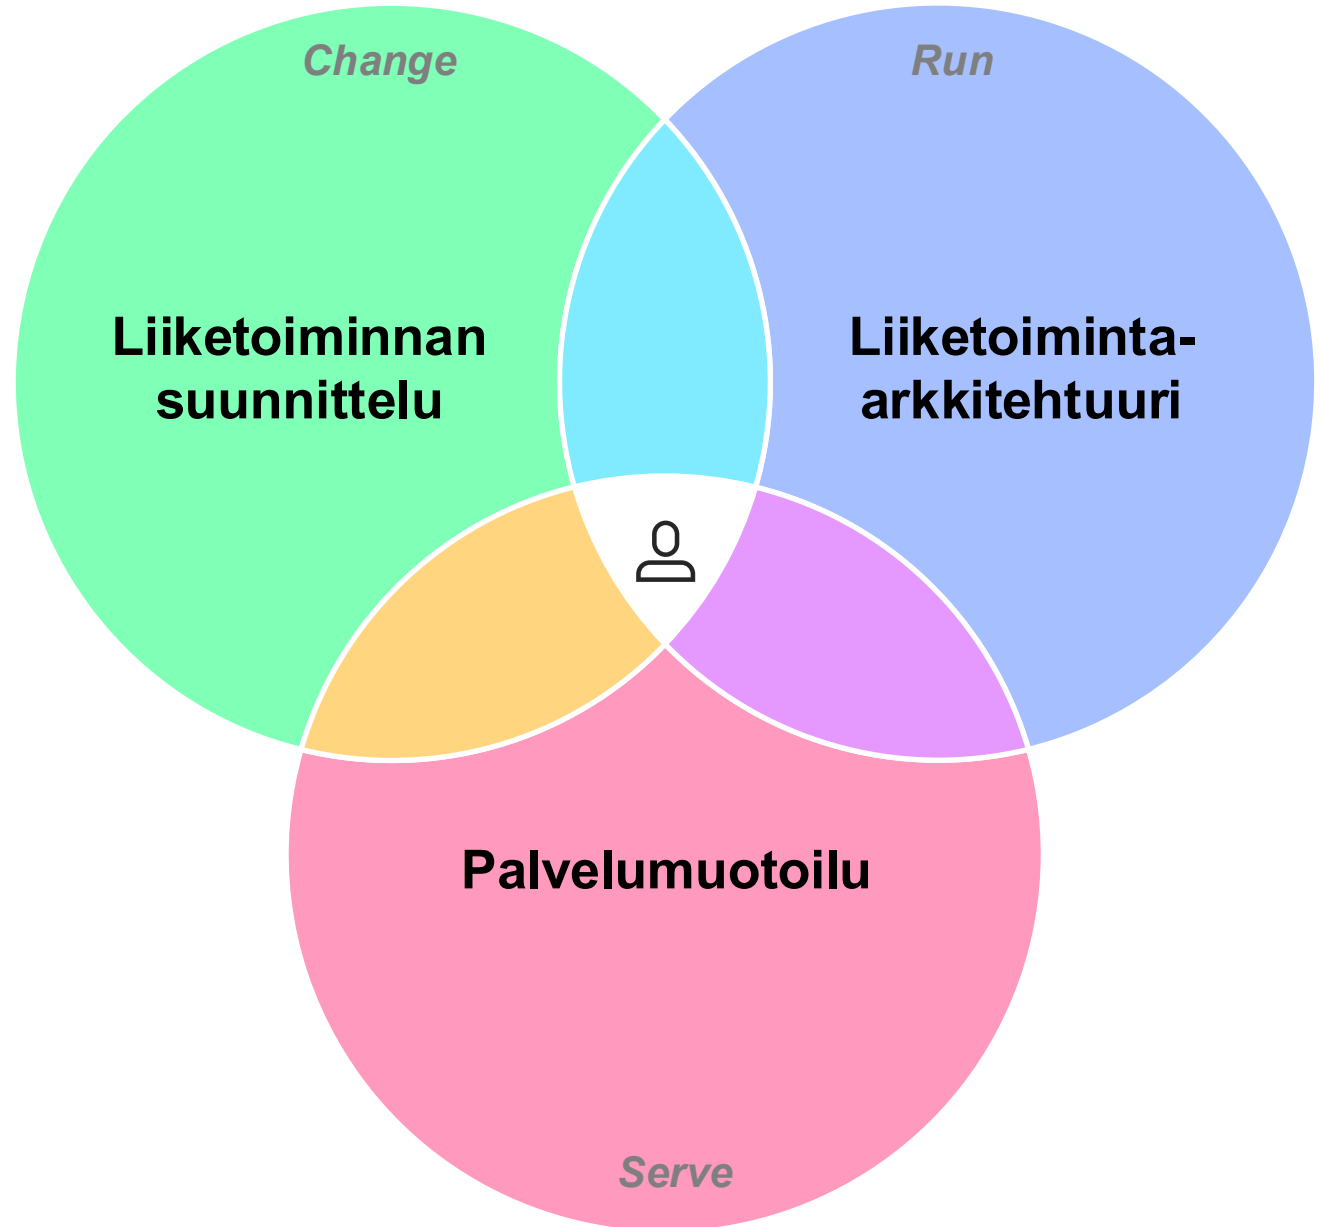 Change
Run
Liiketoiminnan
suunnittelu
Liiketoiminta-
arkkitehtuuri
Palvelumuotoilu
Serve